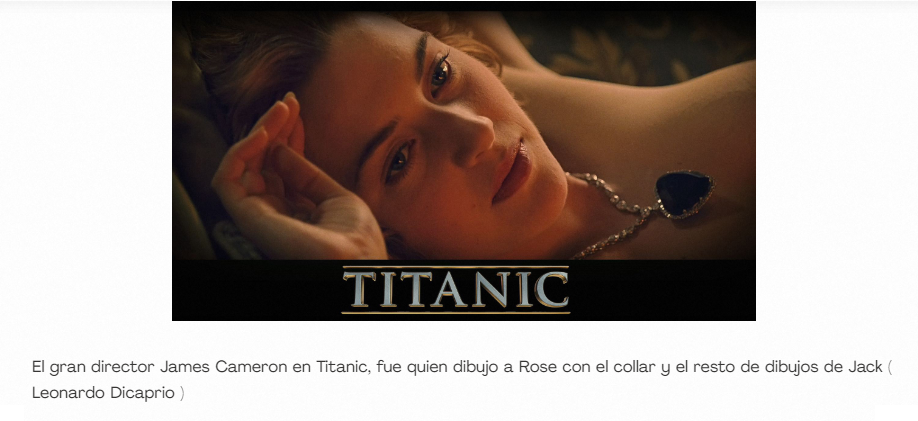 TITANIC
El gran director James Cameron en Titanic, fue quien dibujo a Rose con el collar y el resto de dibujos de Jack (
Leonardo Dicaprio )